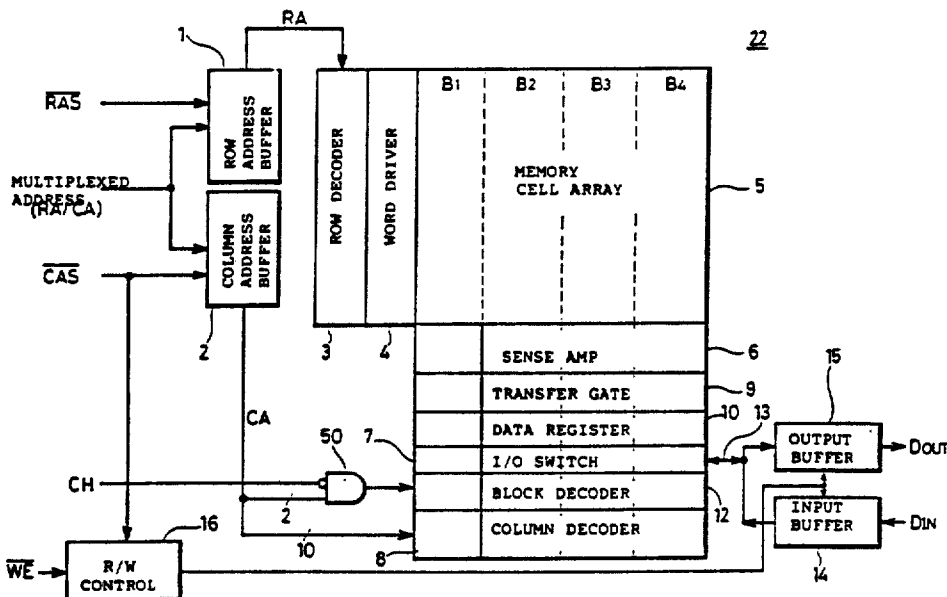 RA
22
1
RAS
ROW ADDRESS BUFFER
MULTIPLEXED
ADDRESS
(RA/CA)
COLUMN ADDRESS BUFFER
CAS
2
ROW DECODER
WORD DRIVER
3
4
B1 B2 B3 B4
MEMORY
CELL ARRAY
5
SENSE AMP
6
TRANSFER GATE
9
DATA REGISTER
10
13
I/O SWITCH
7
BLOCK DECODER
12
COLUMN DECODER
8
CA
50
CH
2
10
15
OUTPUT
BUFFER
DOUT
INPUT
BUFFER
DIN
14
16
WE
R/W
CONTROL